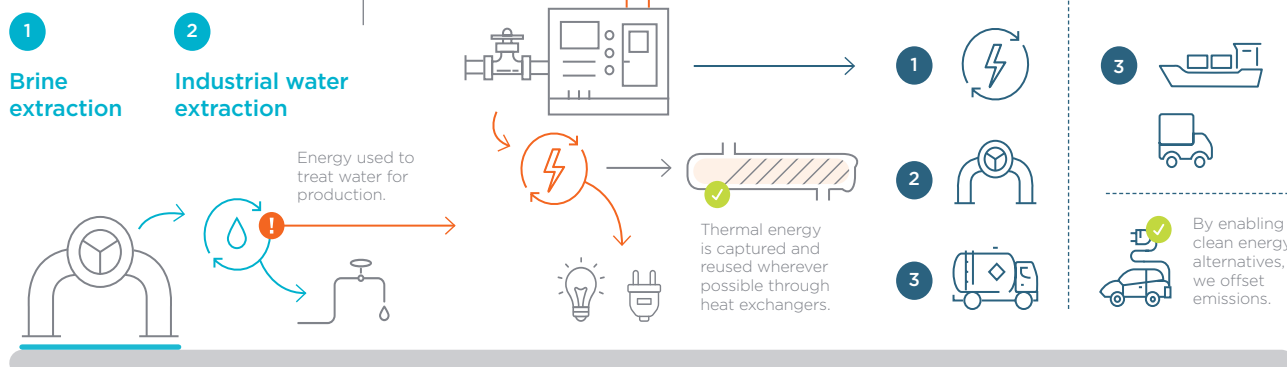 1
Brine
extraction
2
Industrial water
extraction
Energy used to
treat water for
production.
!
Thermal energy
is captured and
reused wherever
possible through
heat exchangers.
1
2
3
3
By enabling
clean energy
alternatives,
we offset
emissions.